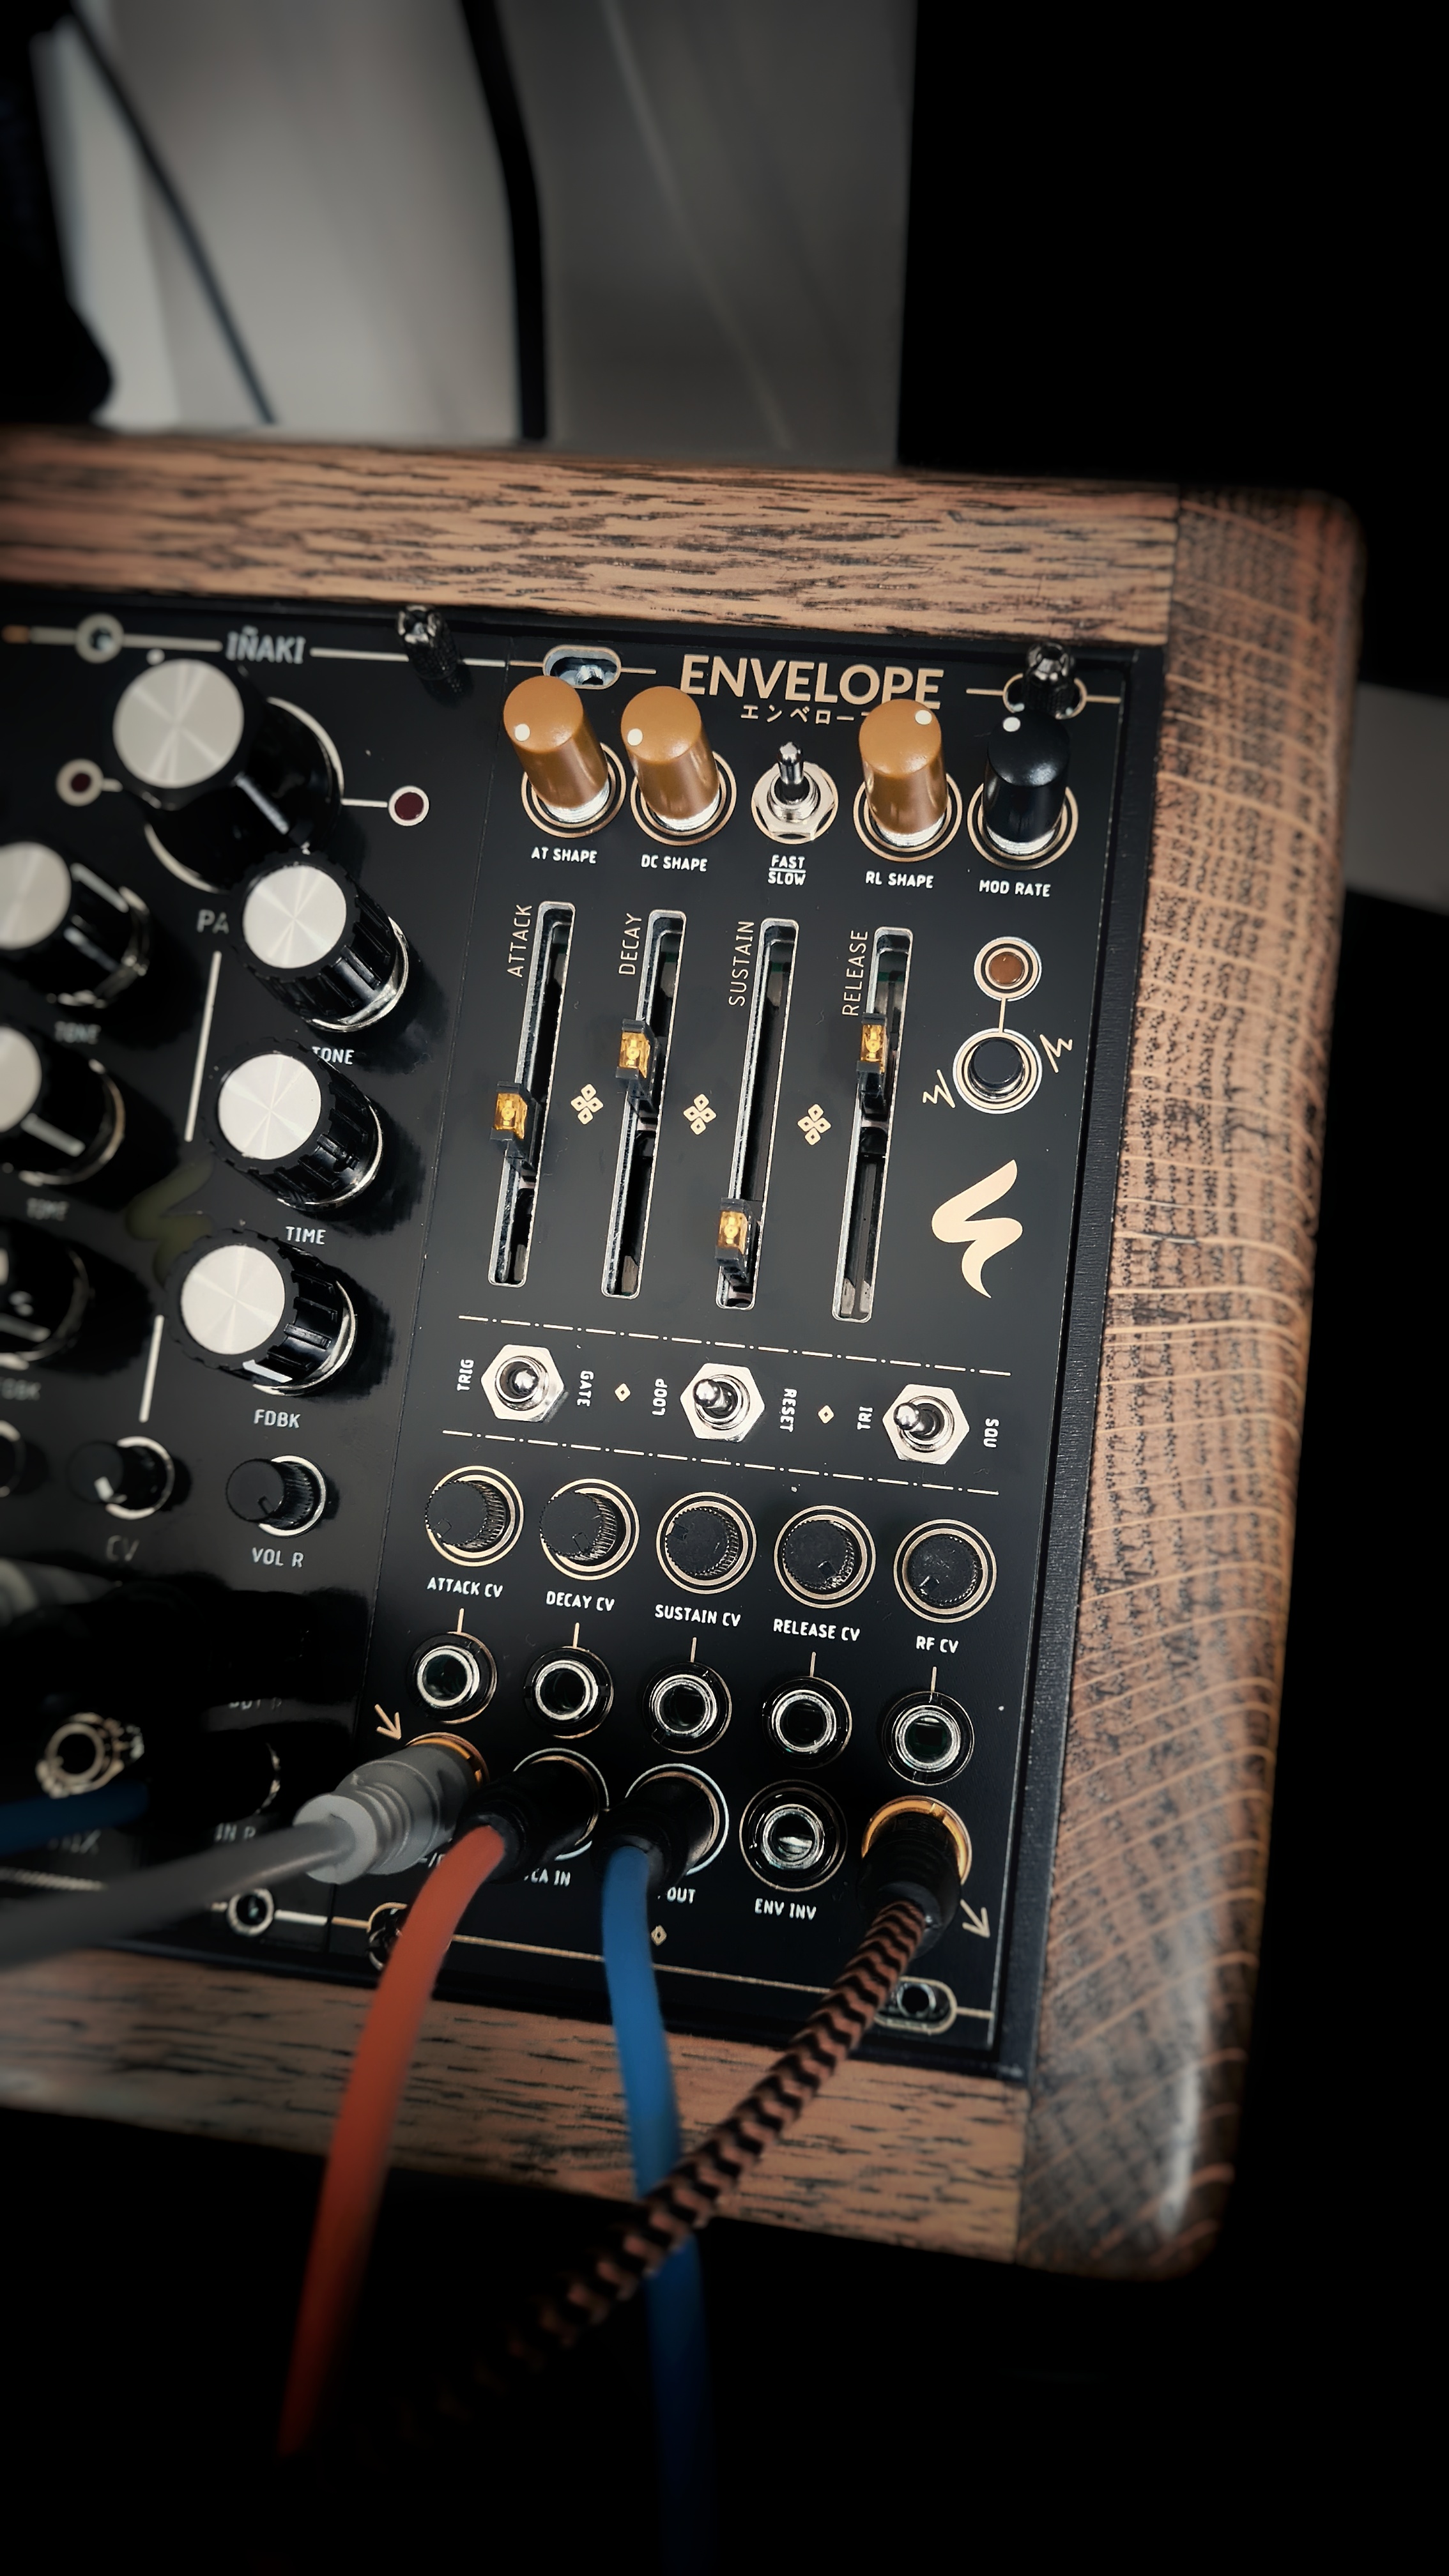 IÑAKI
PA
TONE
TONE
TIME
TIME
FDBK
CV
VOL R
IN R
ENVELOPE
エンベロー
AT SHAPE
DC SHAPE
FAST
SLOW
RL SHAPE
MOD RATE
ATTACK
DECAY
SUSTAIN
RELEASE
TRIG
GATE
LOOP
RESET
TRI
SQU
ATTACK CV
DECAY CV
SUSTAIN CV
RELEASE CV
RF CV
IN
OUT
ENV INV